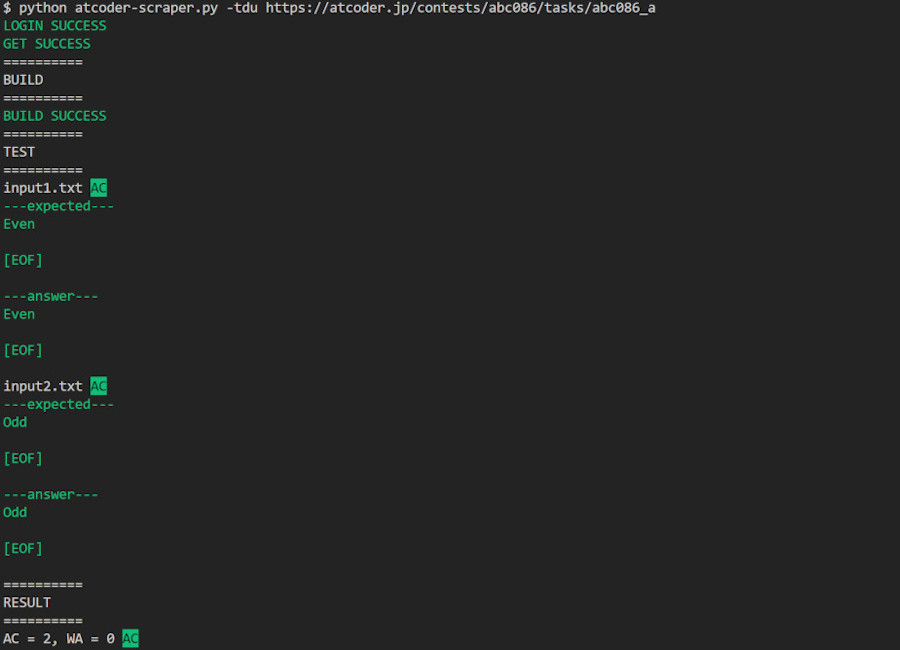 $ python atcoder-scraper.py -tdu https://atcoder.jp/contests/abc086/tasks/abc086_a
LOGIN SUCCESS
GET SUCCESS
==========
BUILD
==========
BUILD SUCCESS
==========
TEST
==========
input1.txt AC
---expected---
Even
[EOF]
---answer---
Even
[EOF]
input2.txt AC
---expected---
Odd
[EOF]
---answer---
Odd
[EOF]
==========
RESULT
==========
AC = 2, WA = 0 AC